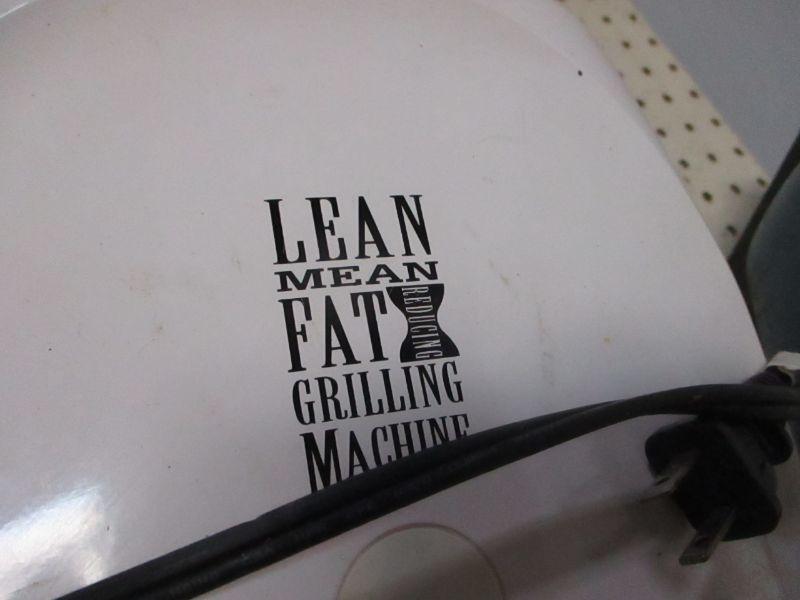 LEAN
MEAN
FAT REDUCING
GRILLING
MACHINE